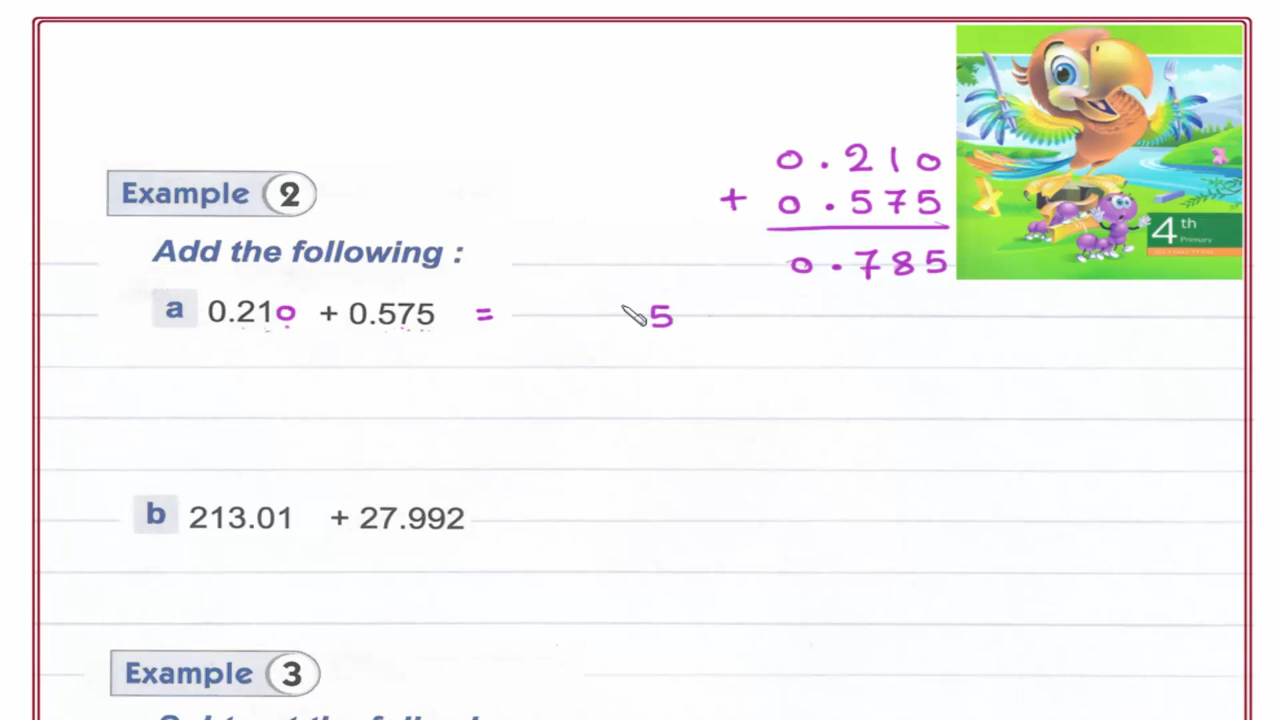 0.210
+ 0.575
0.785
4th
Primary
Example 2
Add the following :
a 0.210 + 0.575 = 5
b 213.01 + 27.992
Example 3